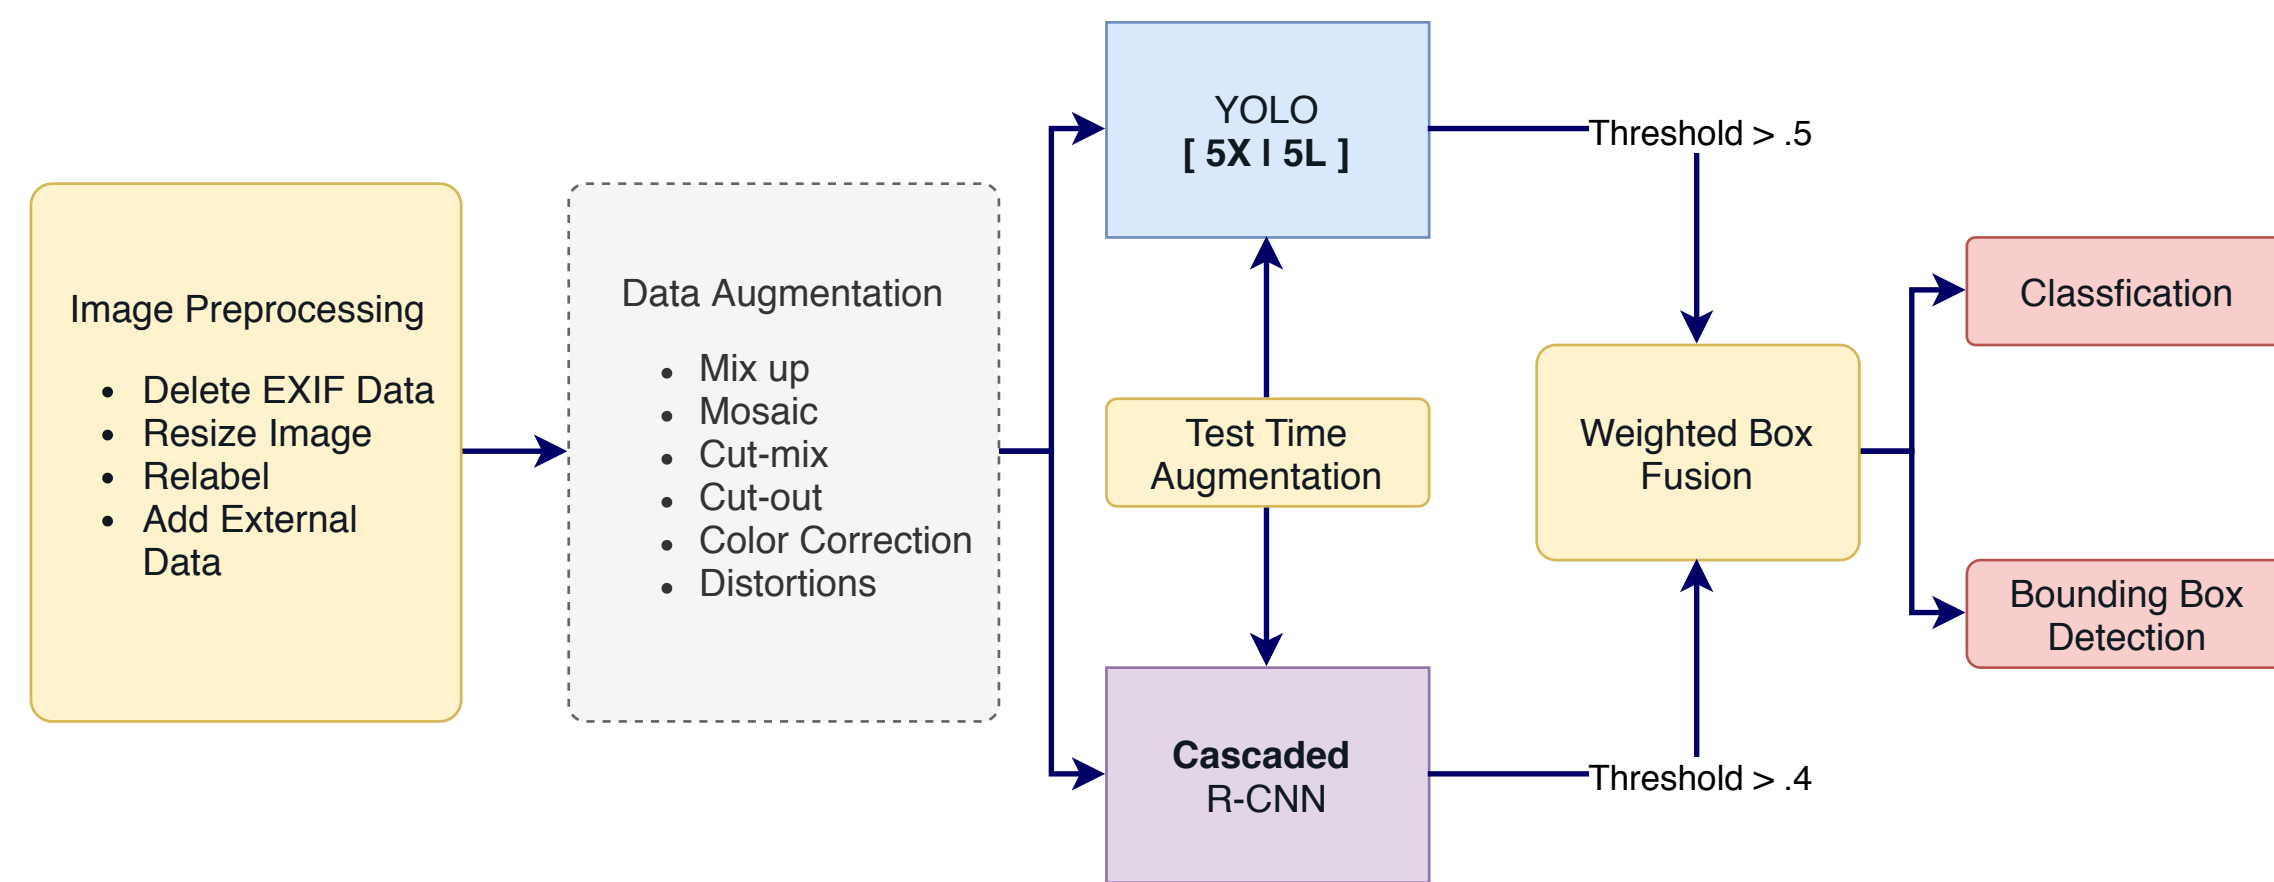 Image Preprocessing
• Delete EXIF Data
• Resize Image
• Relabel
• Add External
Data
Data Augmentation
• Mix up
• Mosaic
• Cut-mix
• Cut-out
• Color Correction
• Distortions
YOLO
[ 5X | 5L ]
Test Time
Augmentation
Cascaded
R-CNN
Threshold > .5
Threshold > .4
Weighted Box
Fusion
Classfication
Bounding Box
Detection